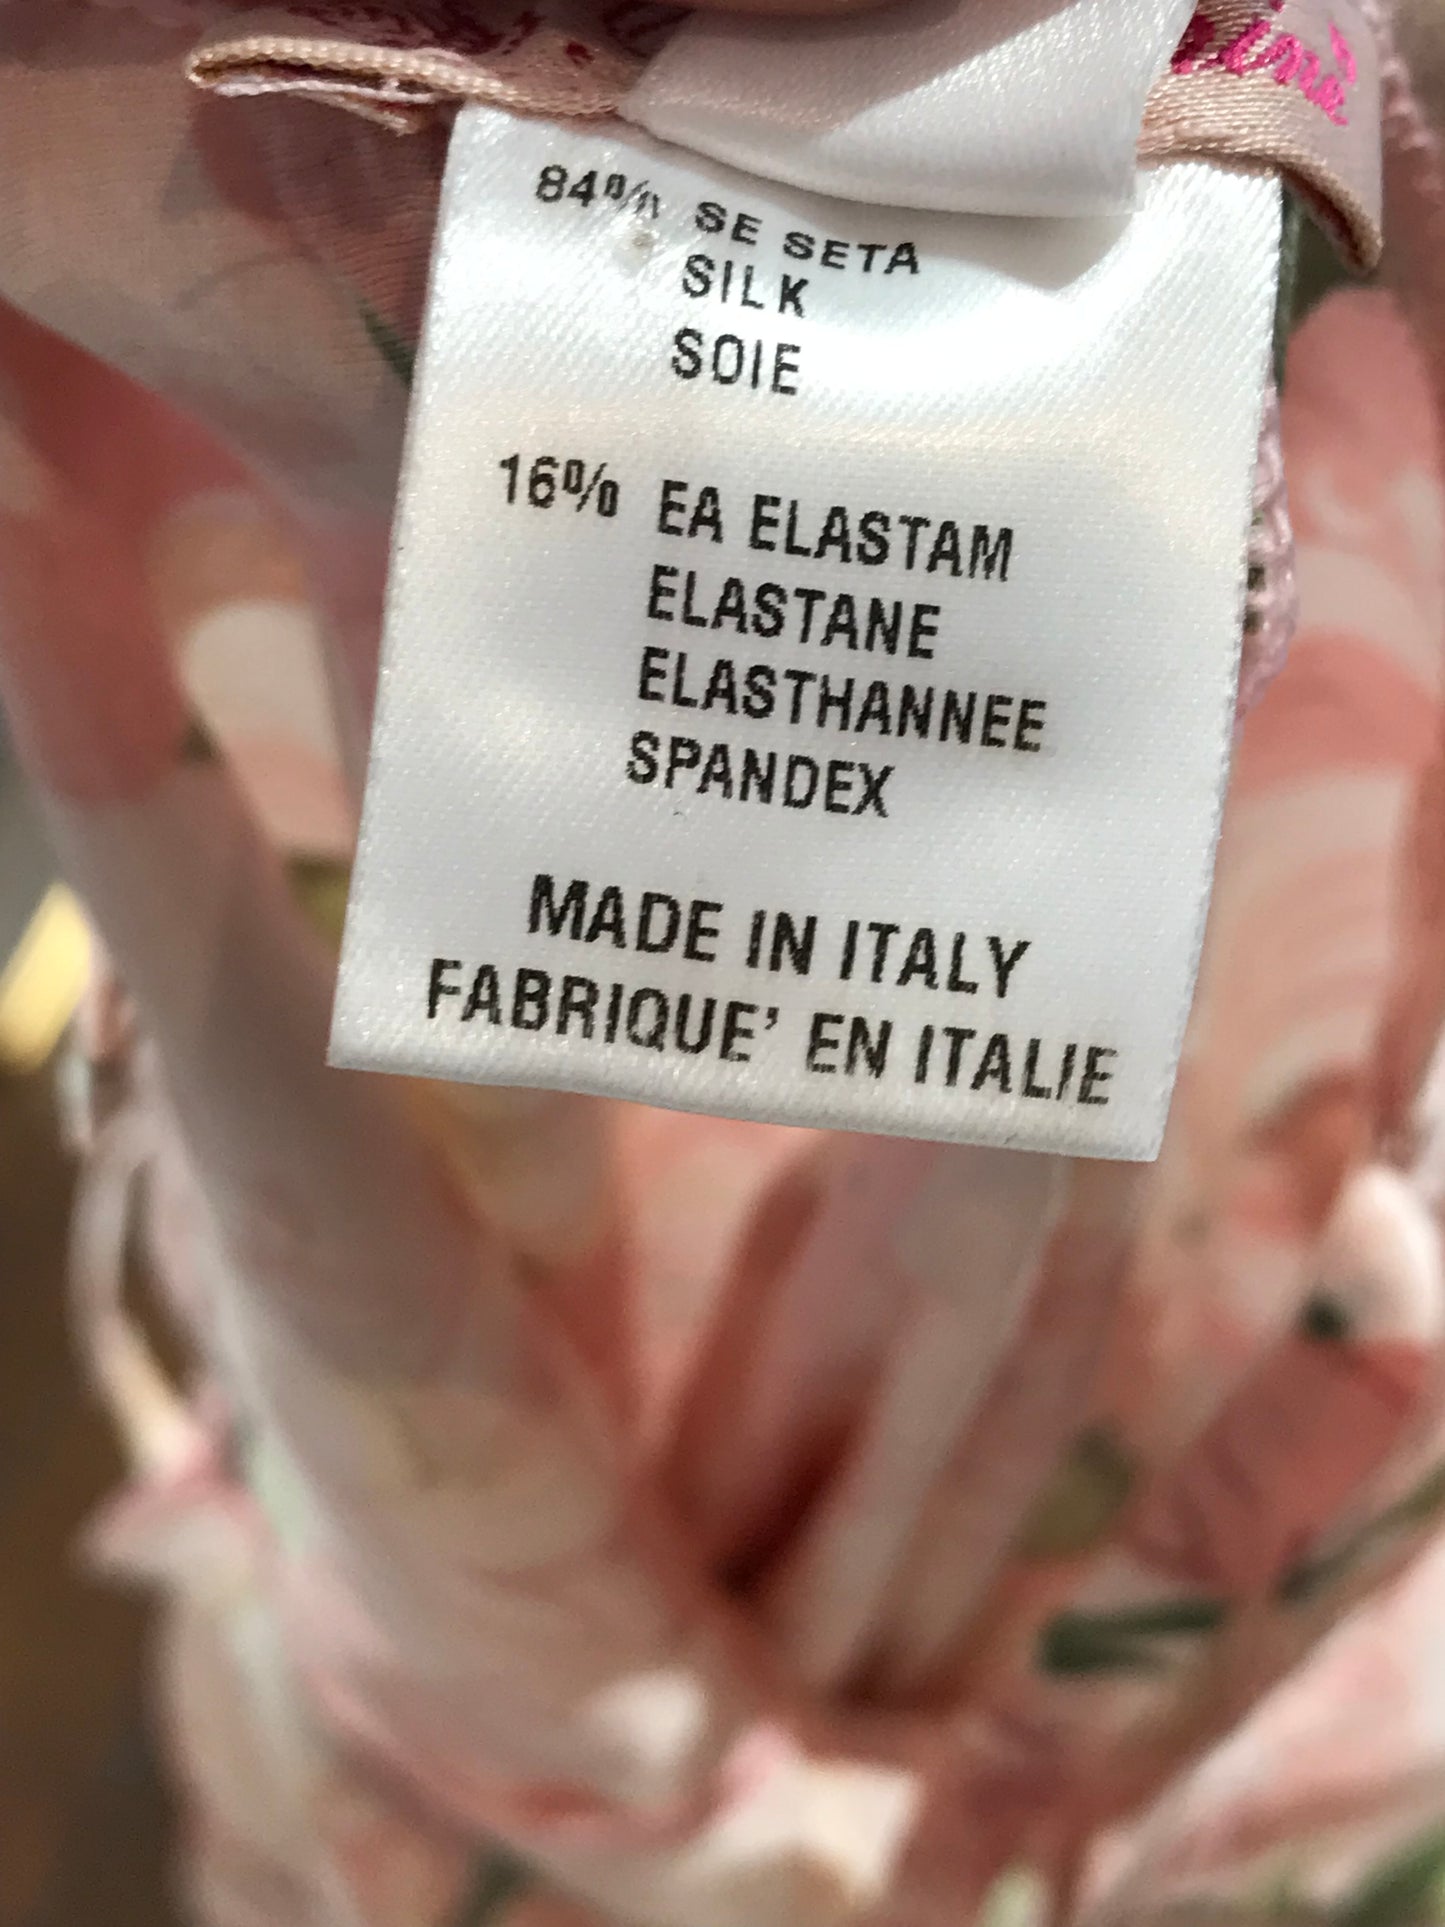 84% SE SETA
SILK
SOIE
16% EA ELASTAM
ELASTANE
ELASTHANNEE
SPANDEX
MADE IN ITALY
FABRIQUE' EN ITALIE